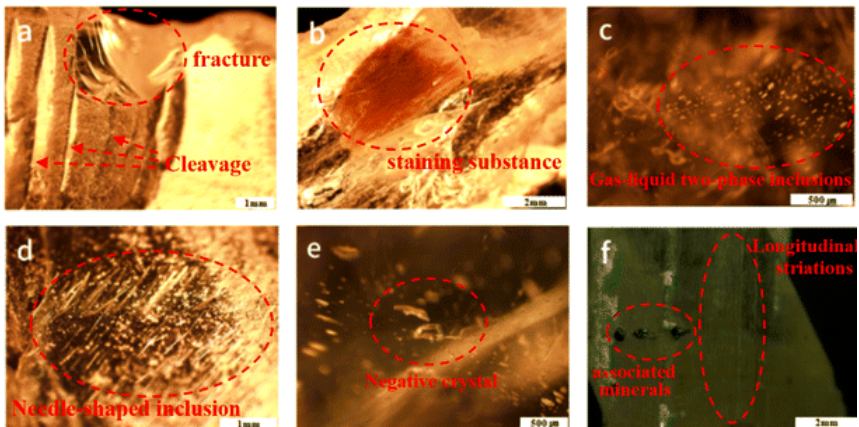 a
fracture
Cleavage
1mm
b
staining substance
2mm
c
Gas-liquid two-phase inclusions
500 μm
d
Needle-shaped inclusion
1mm
e
Negative crystal
500 μm
f
Longitudinal
striations
associated
minerals
2mm